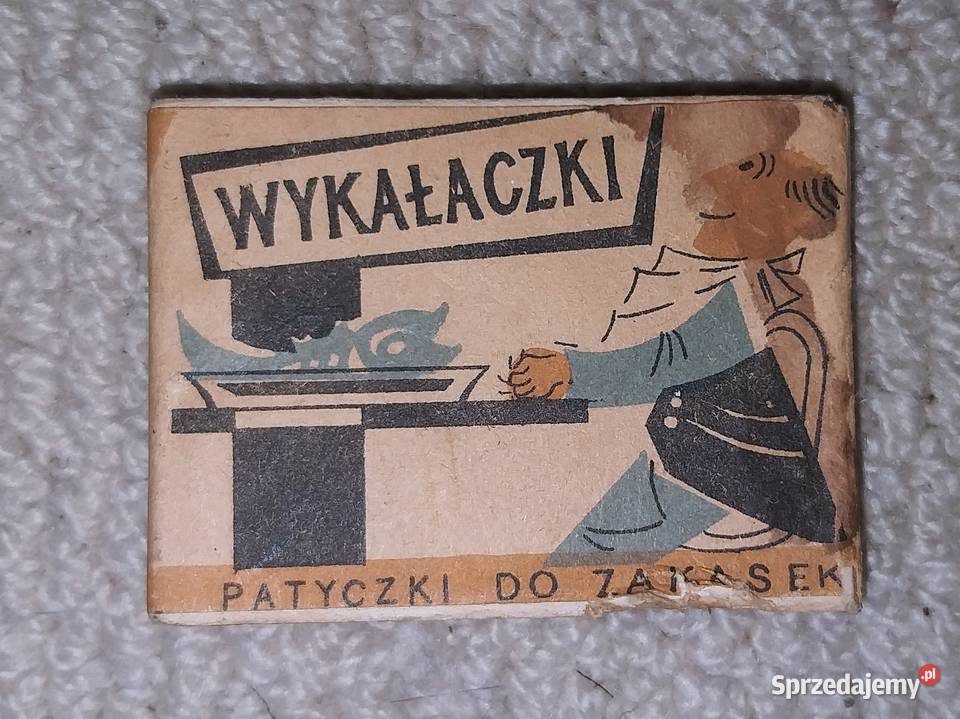 WYKAŁACZKI
PATYCZKI DO ZAKĄSEK
Sprzedajemy.pl